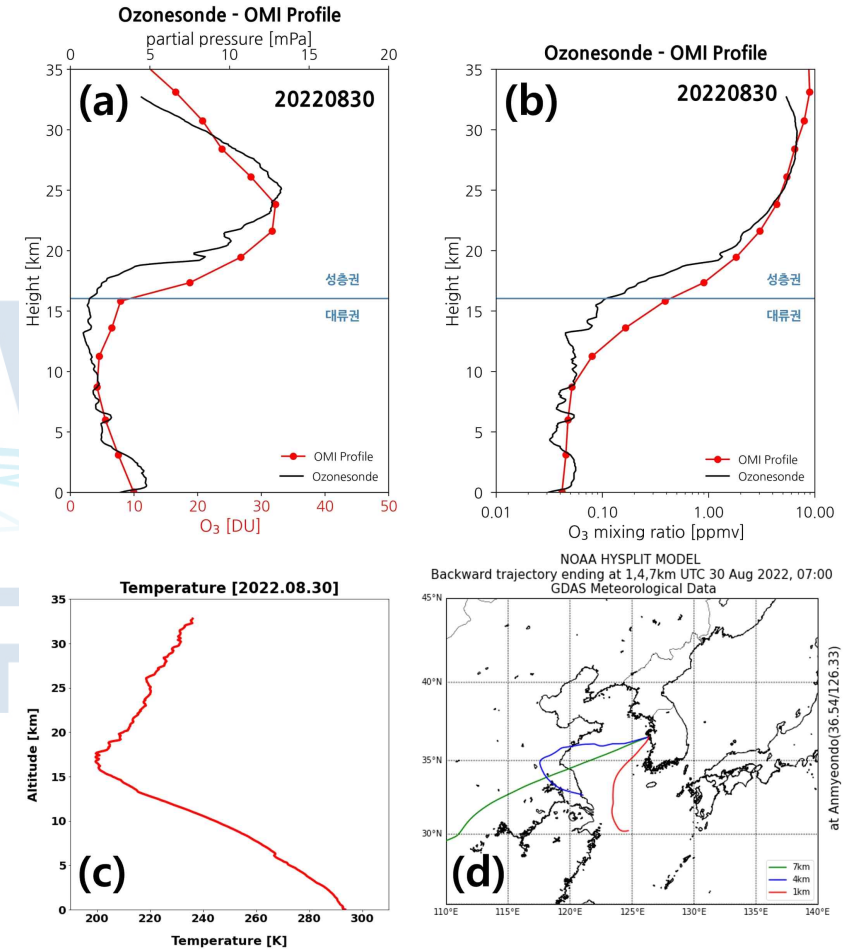 Ozonesonde - OMI Profile
partial pressure [mPa]
0 5 10 15 20
(a)
20220830
35
30
25
20
15
10
5
0
Height [km]
성층권
대류권
OMI Profile
Ozonesonde
0 10 20 30 40 50
O₃ [DU]
Ozonesonde - OMI Profile
(b)
20220830
35
30
25
20
15
10
5
0
Height [km]
성층권
대류권
OMI Profile
Ozonesonde
0.01 0.10 1.00 10.00
O₃ mixing ratio [ppmv]
Temperature [2022.08.30]
35
30
25
20
15
10
5
0
Altitude [km]
(c)
200 220 240 260 280 300
Temperature [K]
NOAA HYSPLIT MODEL
Backward trajectory ending at 1,4,7km UTC 30 Aug 2022, 07:00
GDAS Meteorological Data
45°N
40°N
35°N
30°N
(d)
7km
4km
1km
110°E 115°E 120°E 125°E 130°E 135°E 140°E
at Anmyeondo(36.54/126.33)